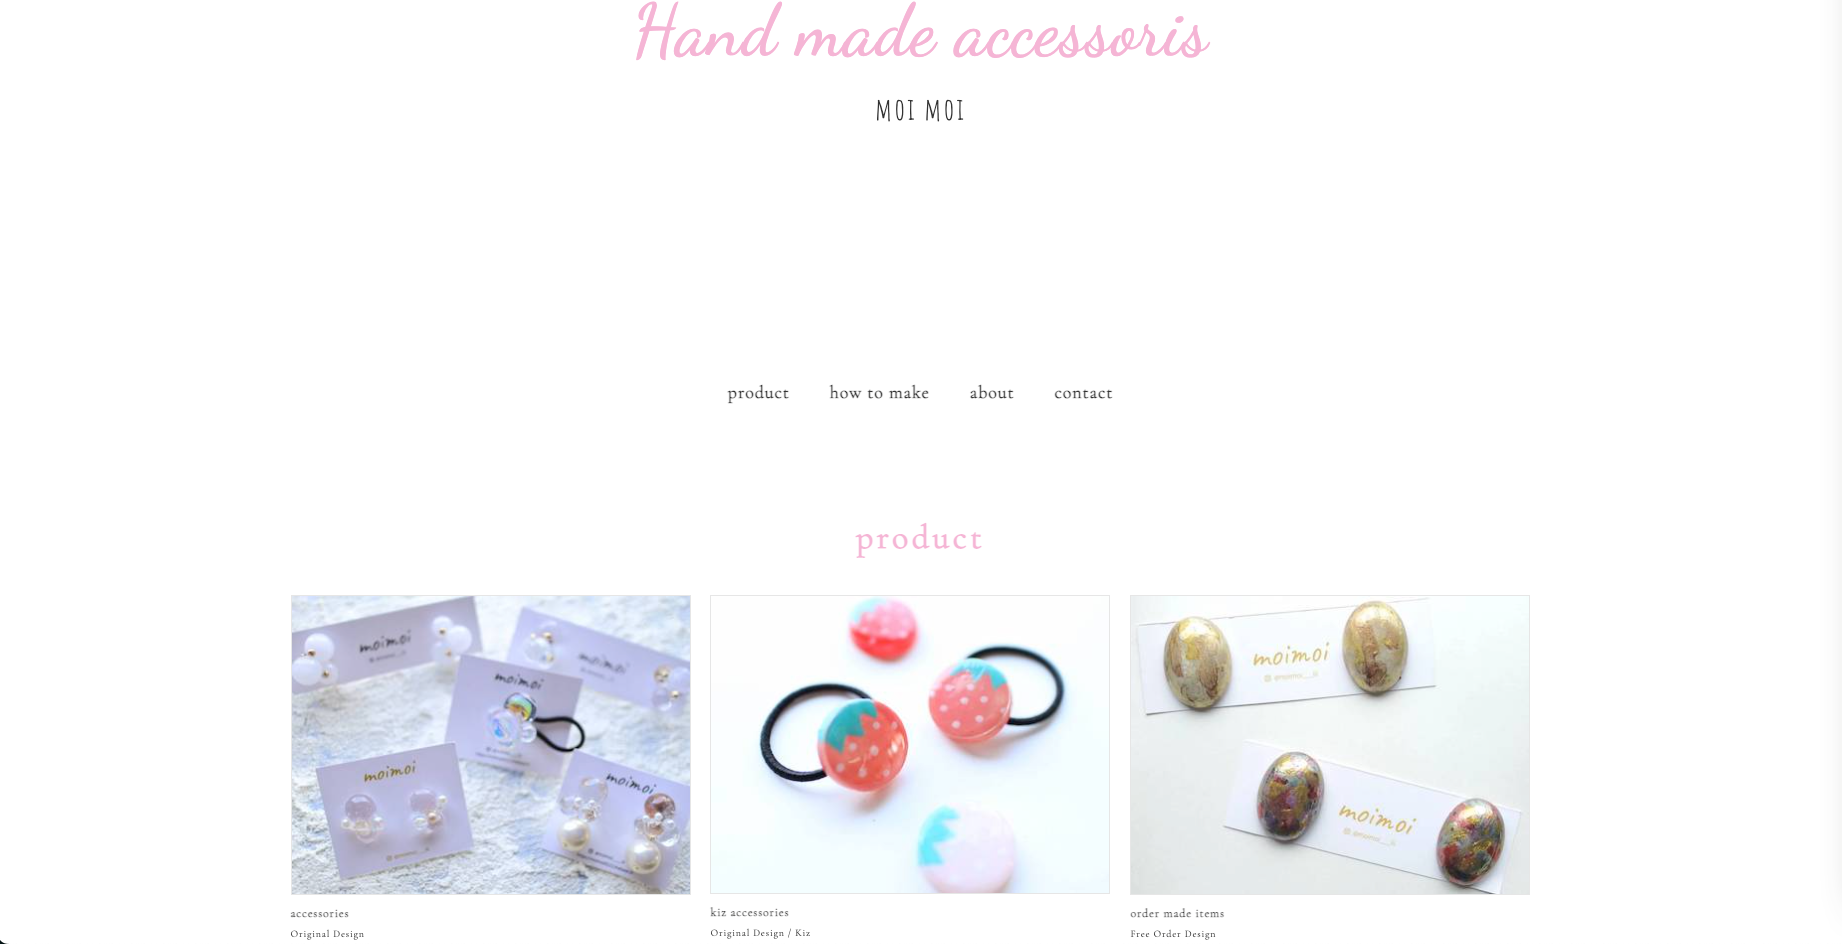 Hand made accessoris
MOI MOI
product
how to make
about
contact
product
moimoi
moimoi
moimoi
moimoi
moimoi
moimoi
moimoi
accessories
Original Design
kiz accessories
Original Design / Kiz
order made items
Free Order Design